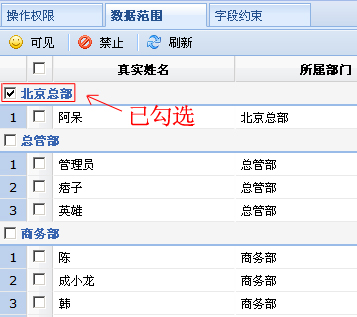 操作权限 数据范围 字段约束
可见 禁止 刷新
真实姓名 所属部门
北京总部
已勾选
1 阿呆 北京总部
总管部
1 管理员 总管部
2 痞子 总管部
3 英雄 总管部
商务部
1 陈 商务部
2 成小龙 商务部
3 韩 商务部